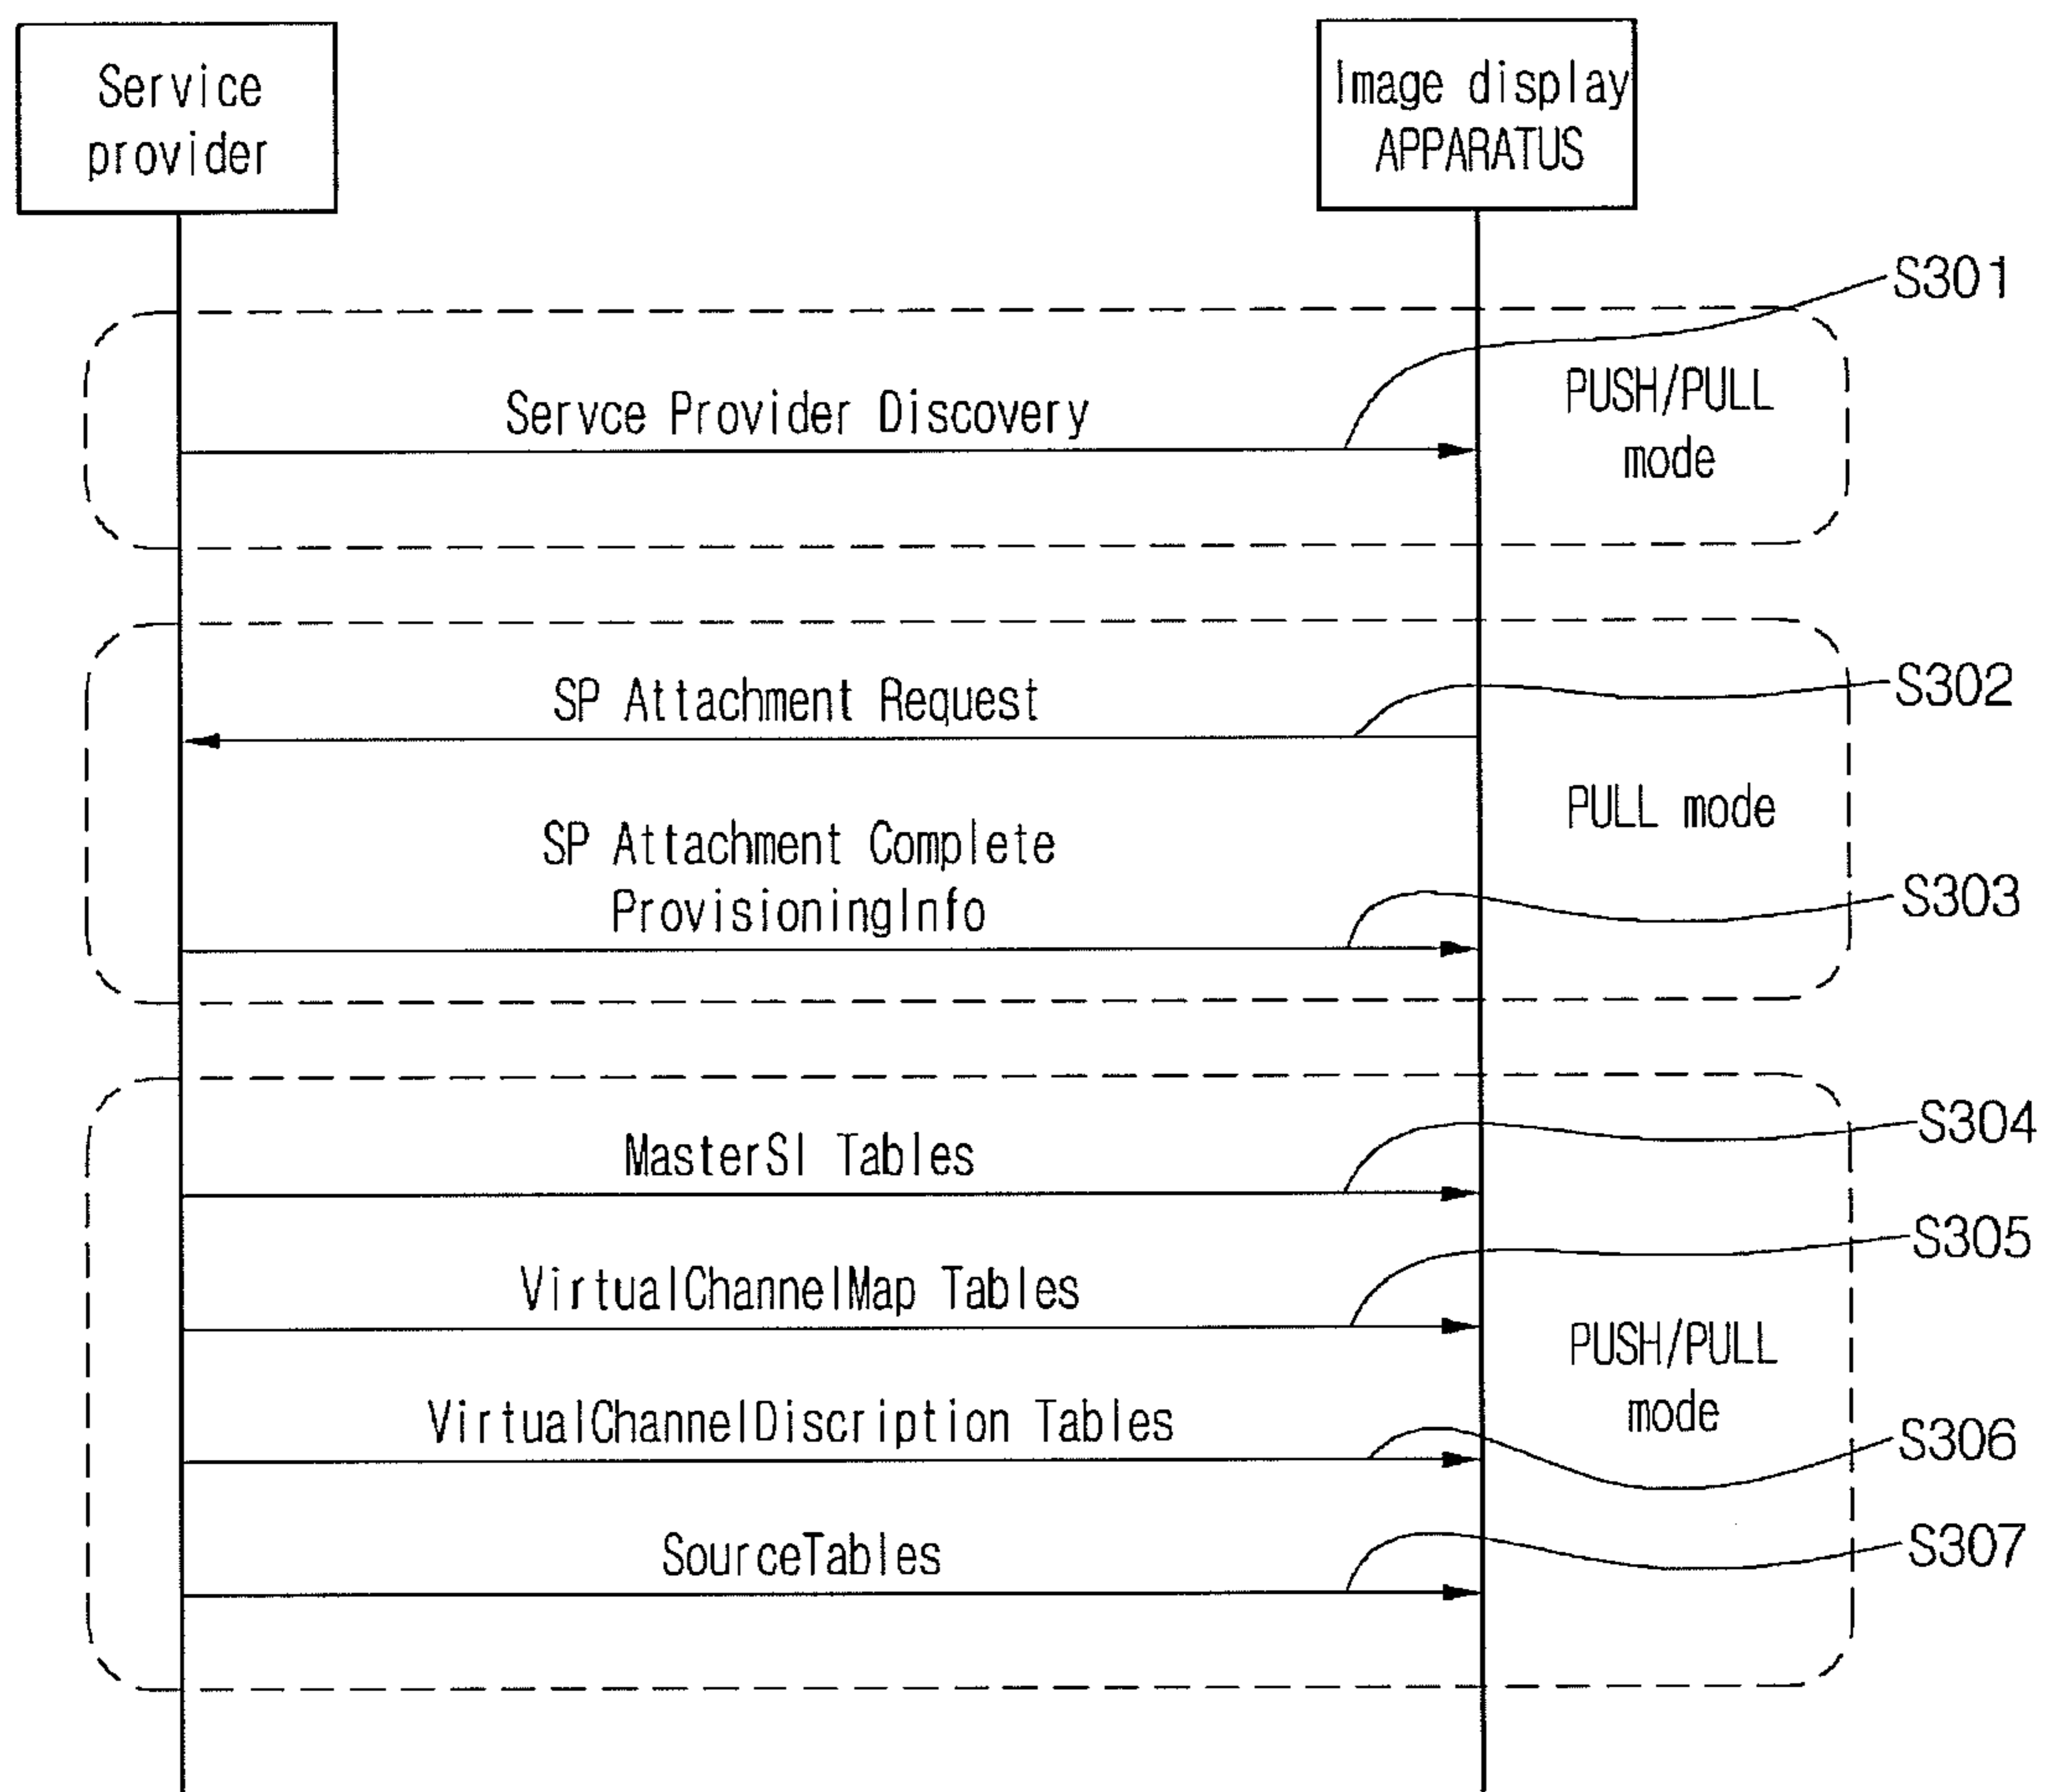 Service
provider
Image display
APPARATUS
S301
Servce Provider Discovery
PUSH/PULL
mode
SP Attachment Request
S302
PULL mode
SP Attachment Complete
ProvisioningInfo
S303
MasterSI Tables
S304
VirtualChannelMap Tables
S305
PUSH/PULL
mode
VirtualChannelDiscription Tables
S306
SourceTables
S307